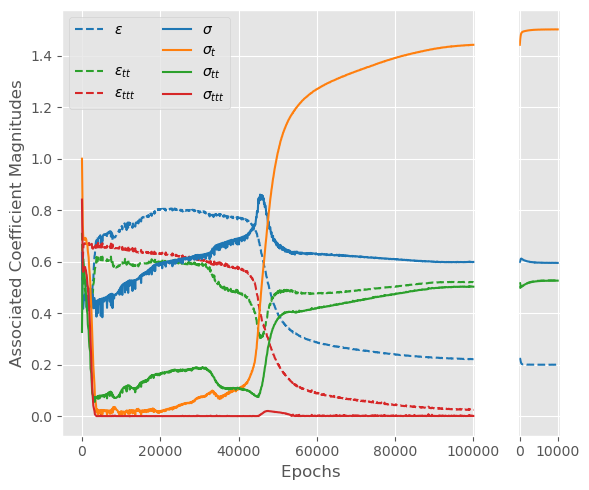 Associated Coefficient Magnitudes
1.4
1.2
1.0
0.8
0.6
0.4
0.2
0.0
ε
ε_tt
ε_ttt
σ
σ_t
σ_tt
σ_ttt
0 20000 40000 60000 80000 100000 0 10000
Epochs